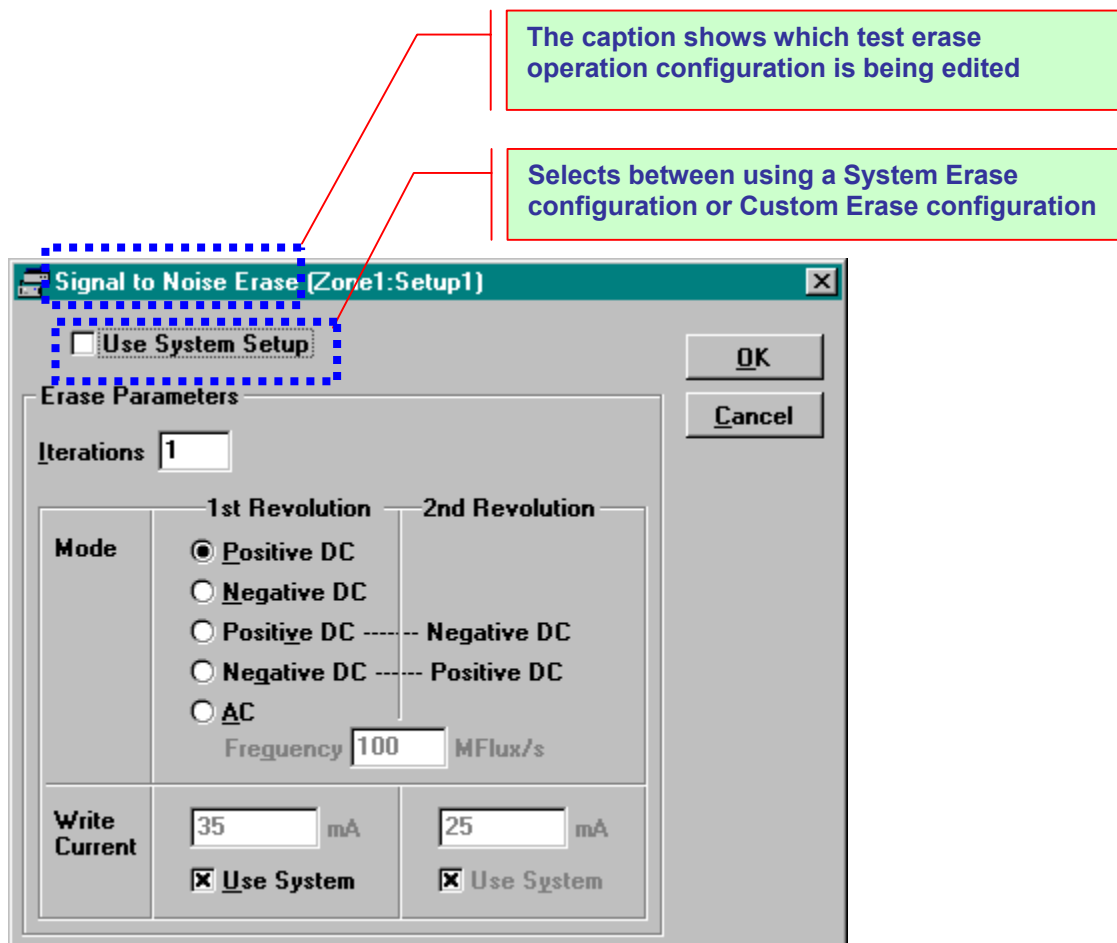 The caption shows which test erase
operation configuration is being edited
Selects between using a System Erase
configuration or Custom Erase configuration
Signal to Noise Erase (Zone1:Setup1)
Use System Setup
OK
Cancel
Erase Parameters
Iterations 1
1st Revolution 2nd Revolution
Mode
Positive DC
Negative DC
Positive DC ------- Negative DC
Negative DC ------ Positive DC
AC
Frequency 100 MFlux/s
Write
Current
35 mA 25 mA
Use System Use System